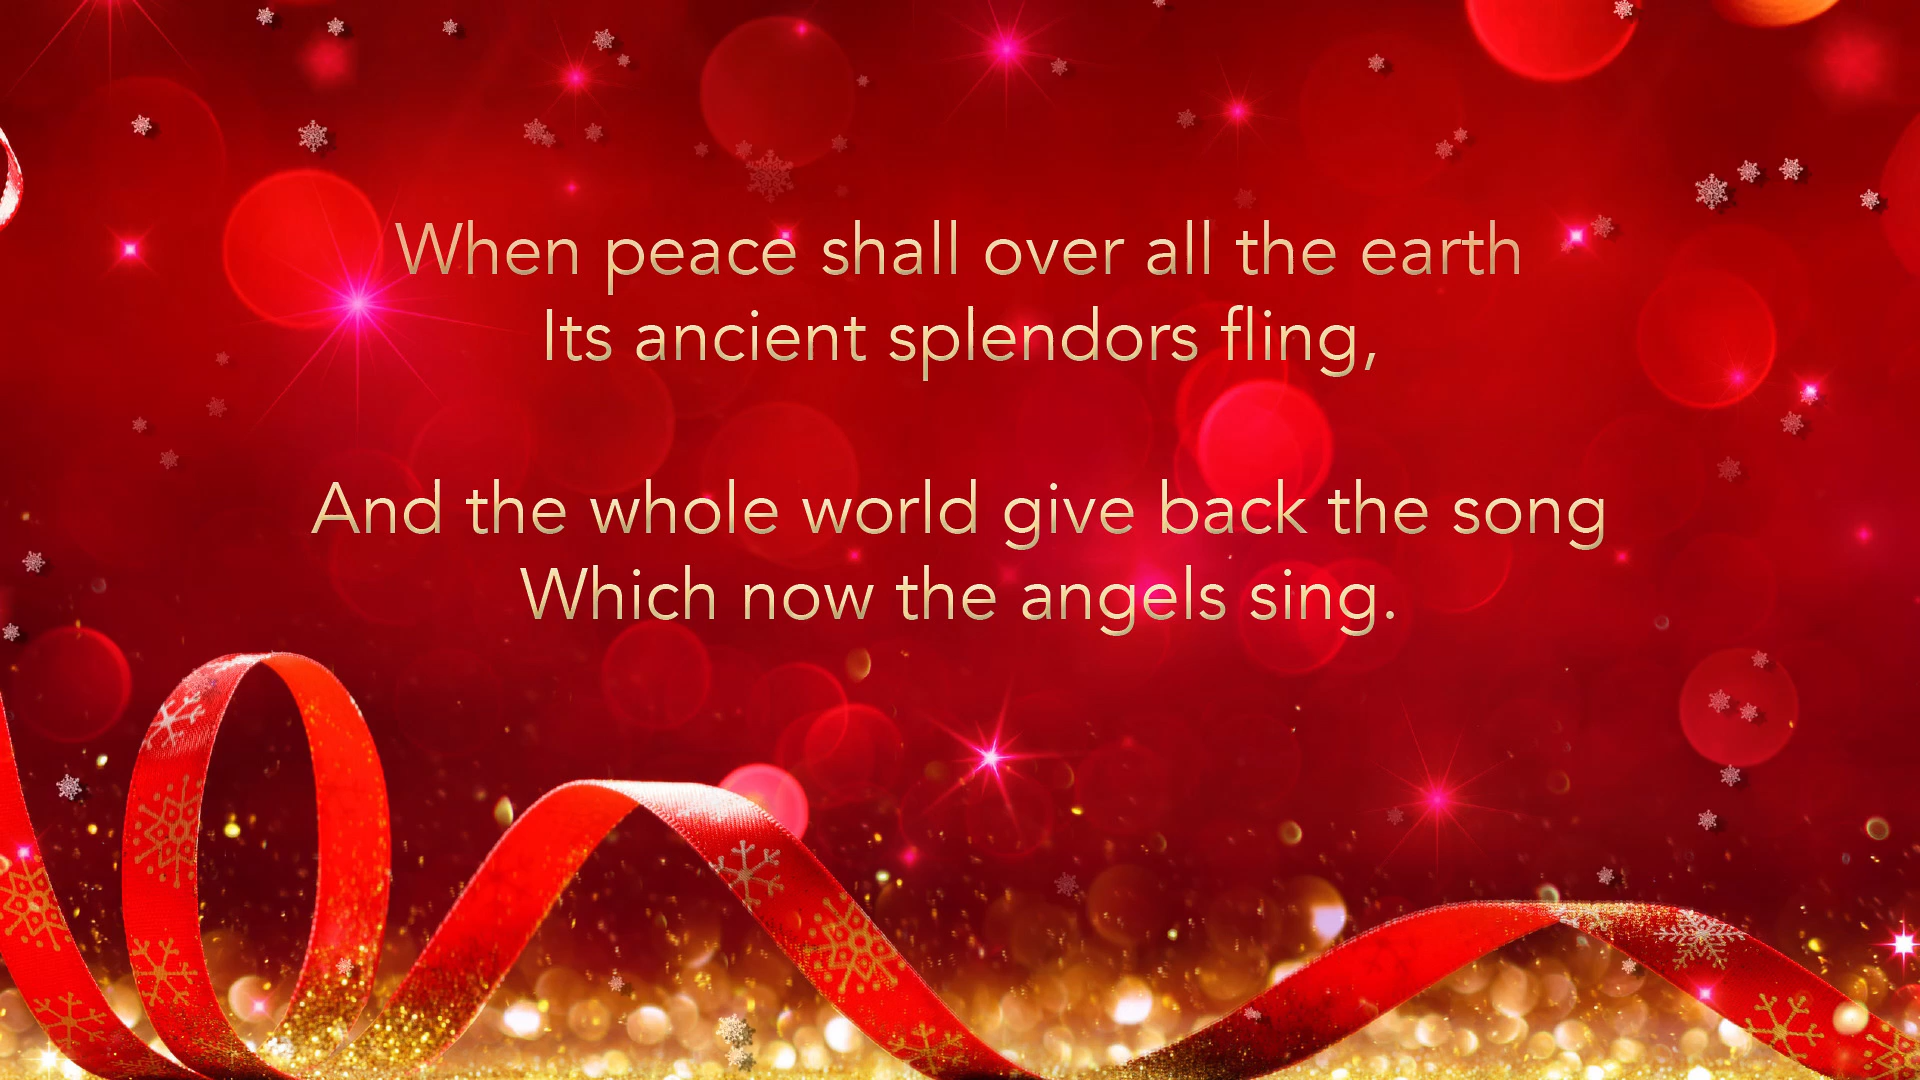 When peace shall over all the earth
Its ancient splendors fling,
And the whole world give back the song
Which now the angels sing.